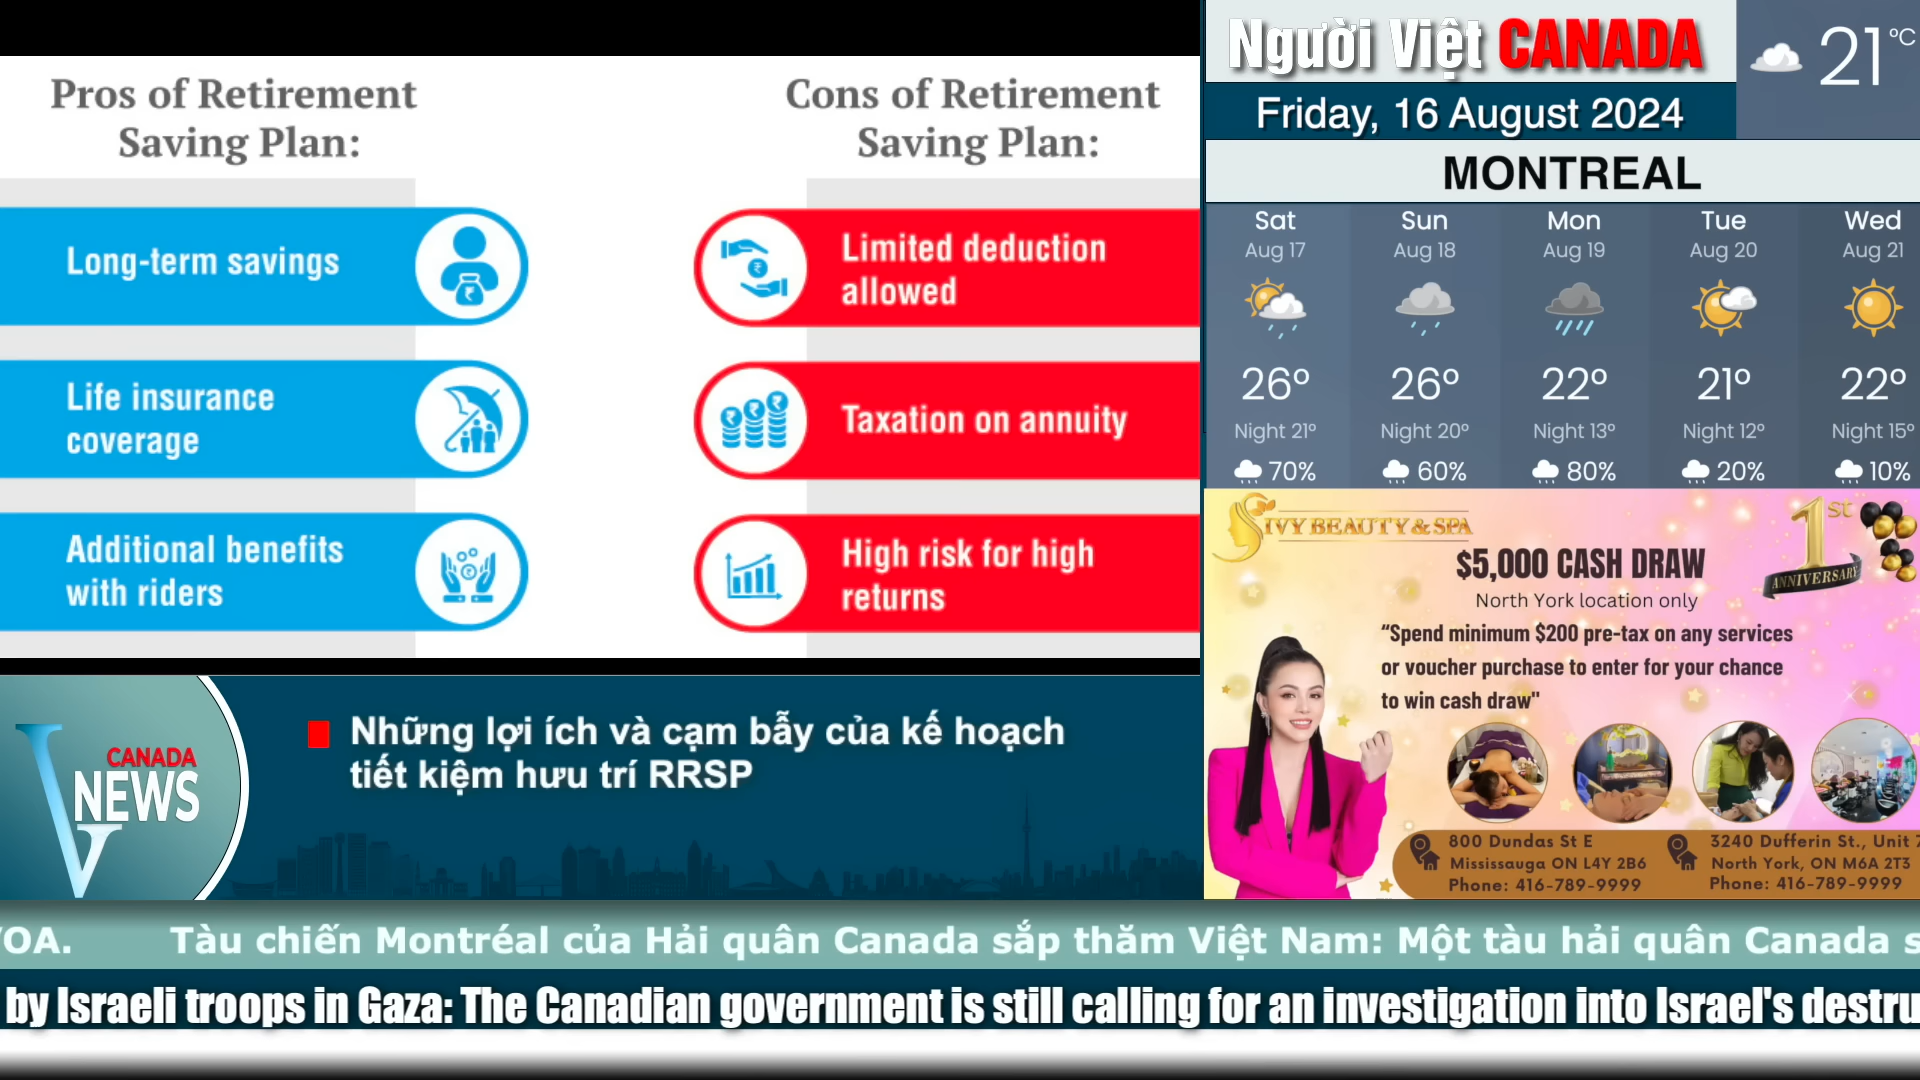 Pros of Retirement
Saving Plan:
Long-term savings
Life insurance
coverage
Additional benefits
with riders
Cons of Retirement
Saving Plan:
Limited deduction
allowed
Taxation on annuity
High risk for high
returns
Người Việt CANADA
Friday, 16 August 2024
21°C
MONTREAL
Sat Sun Mon Tue Wed
Aug 17 Aug 18 Aug 19 Aug 20 Aug 21
26° 26° 22° 21° 22°
Night 21° Night 20° Night 13° Night 12° Night 15°
70% 60% 80% 20% 10%
IVY BEAUTY & SPA
1st
ANNIVERSARY
$5,000 CASH DRAW
North York location only
“Spend minimum $200 pre-tax on any services
or voucher purchase to enter for your chance
to win cash draw"
800 Dundas St E
Mississauga ON L4Y 2B6
Phone: 416-789-9999
3240 Dufferin St., Unit 7
North York, ON M6A 2T3
Phone: 416-789-9999
CANADA
V NEWS
Những lợi ích và cạm bẫy của kế hoạch
tiết kiệm hưu trí RRSP
VOA. Tàu chiến Montréal của Hải quân Canada sắp thăm Việt Nam: Một tàu hải quân Canada s
by Israeli troops in Gaza: The Canadian government is still calling for an investigation into Israel's destru